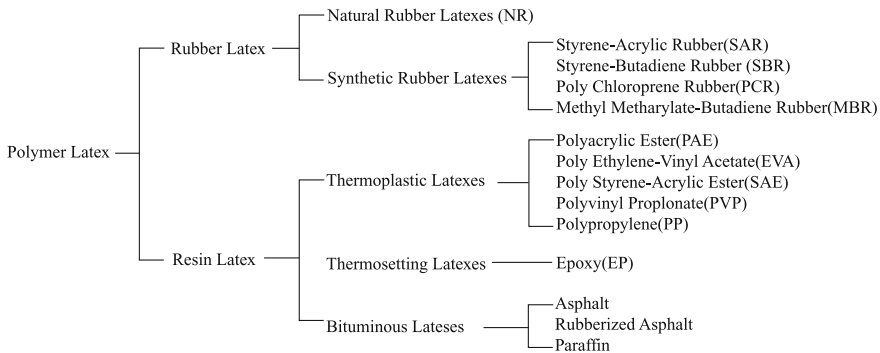 Natural Rubber Latexes (NR)
Rubber Latex
Styrene-Acrylic Rubber(SAR)
Styrene-Butadiene Rubber (SBR)
Synthetic Rubber Latexes
Poly Chloroprene Rubber(PCR)
Methyl Metharylate-Butadiene Rubber(MBR)
Polymer Latex
Polyacrylic Ester(PAE)
Poly Ethylene-Vinyl Acetate(EVA)
Thermoplastic Latexes
Poly Styrene-Acrylic Ester(SAE)
Polyvinyl Proplonate(PVP)
Polypropylene(PP)
Resin Latex
Thermosetting Latexes
Epoxy(EP)
Asphalt
Bituminous Lateses
Rubberized Asphalt
Paraffin